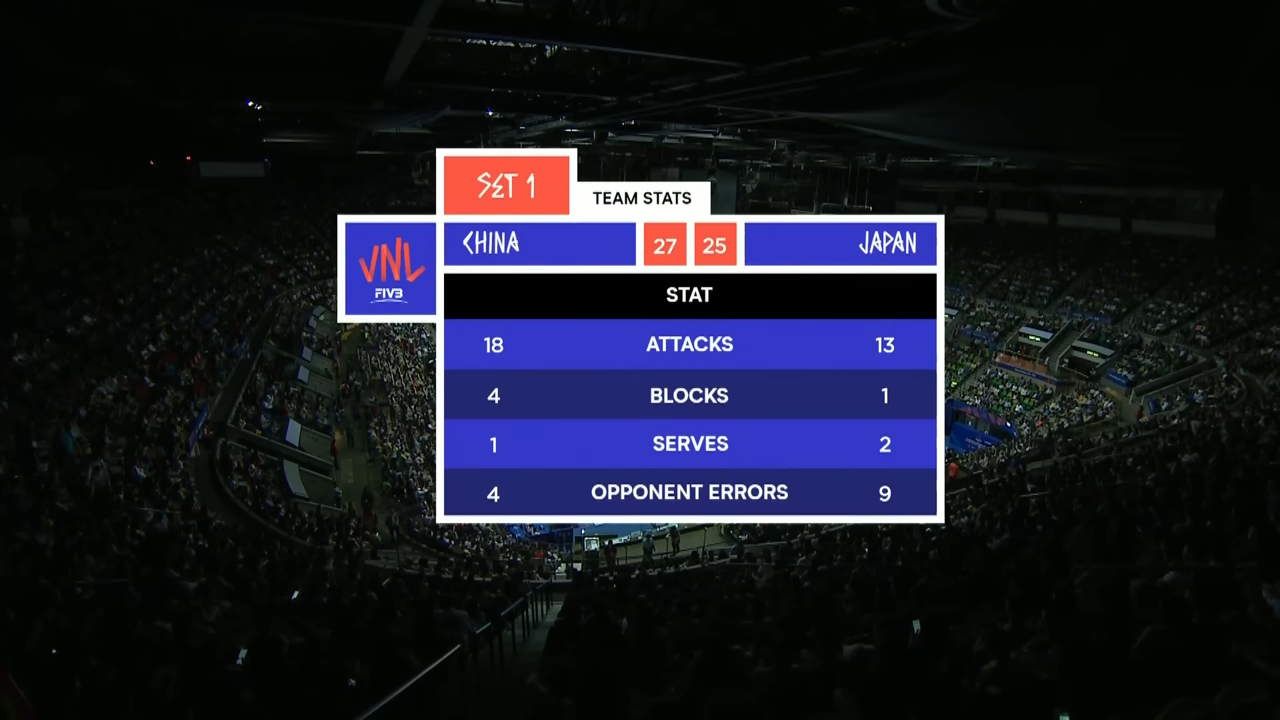 SET 1
TEAM STATS
VNL
FIVB
CHINA 27 25 JAPAN
STAT
18 ATTACKS 13
4 BLOCKS 1
1 SERVES 2
4 OPPONENT ERRORS 9